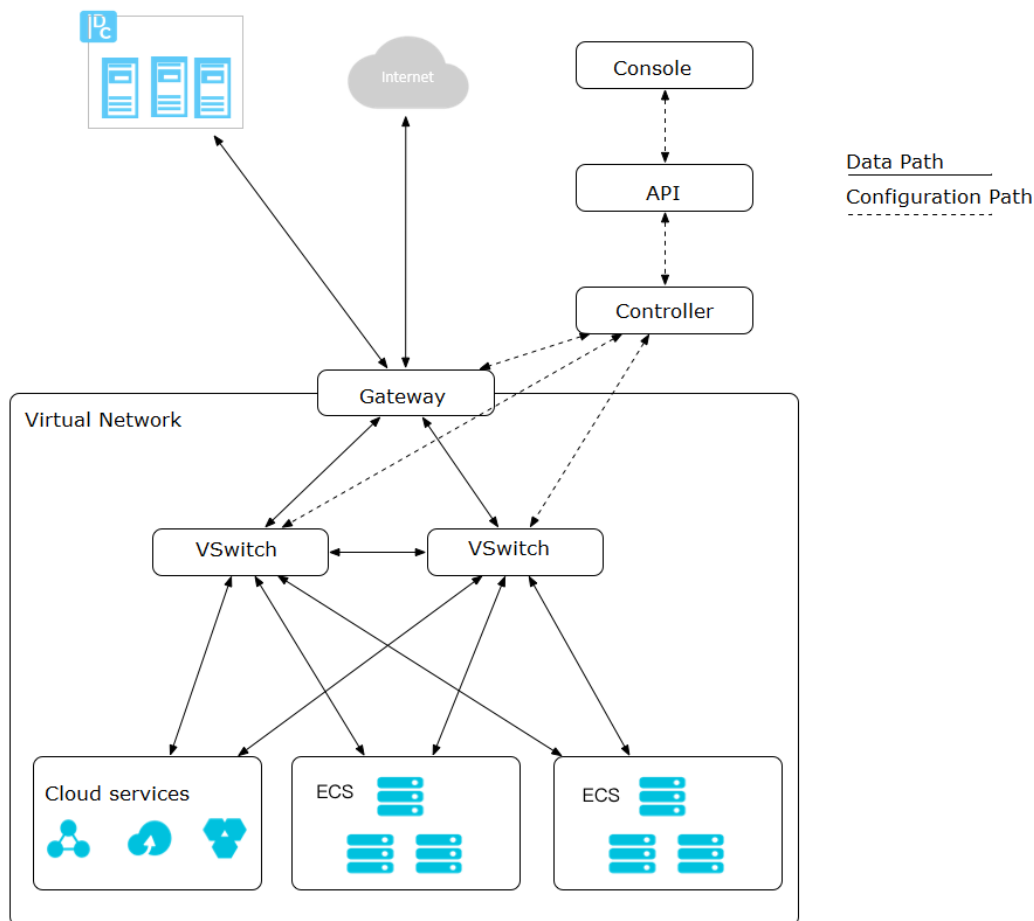 IDC
Internet
Console
Data Path
API
Configuration Path
Controller
Gateway
Virtual Network
VSwitch
VSwitch
Cloud services
ECS
ECS